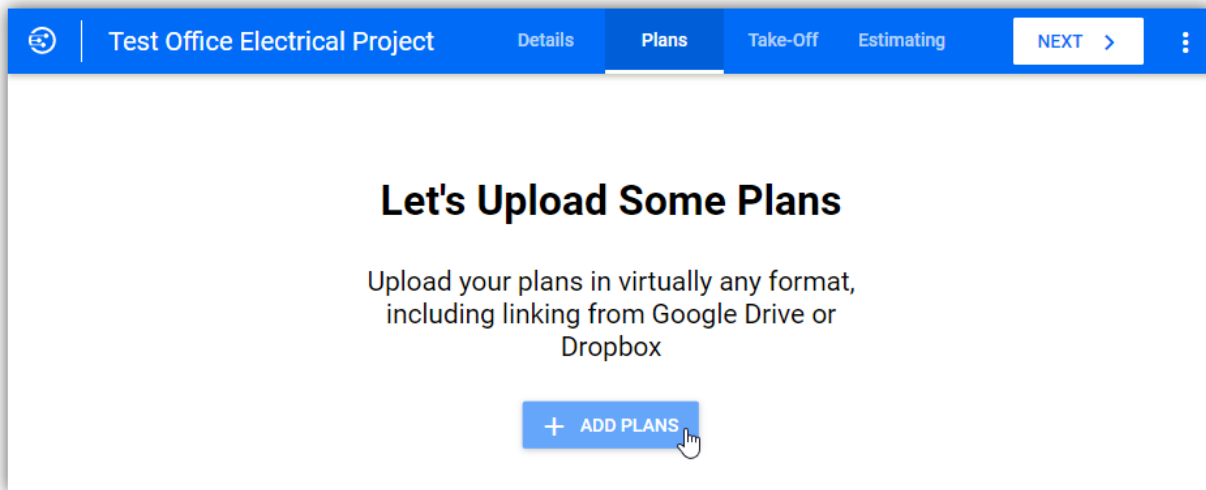 Test Office Electrical Project Details Plans Take-Off Estimating NEXT
Let's Upload Some Plans
Upload your plans in virtually any format,
including linking from Google Drive or
Dropbox
ADD PLANS